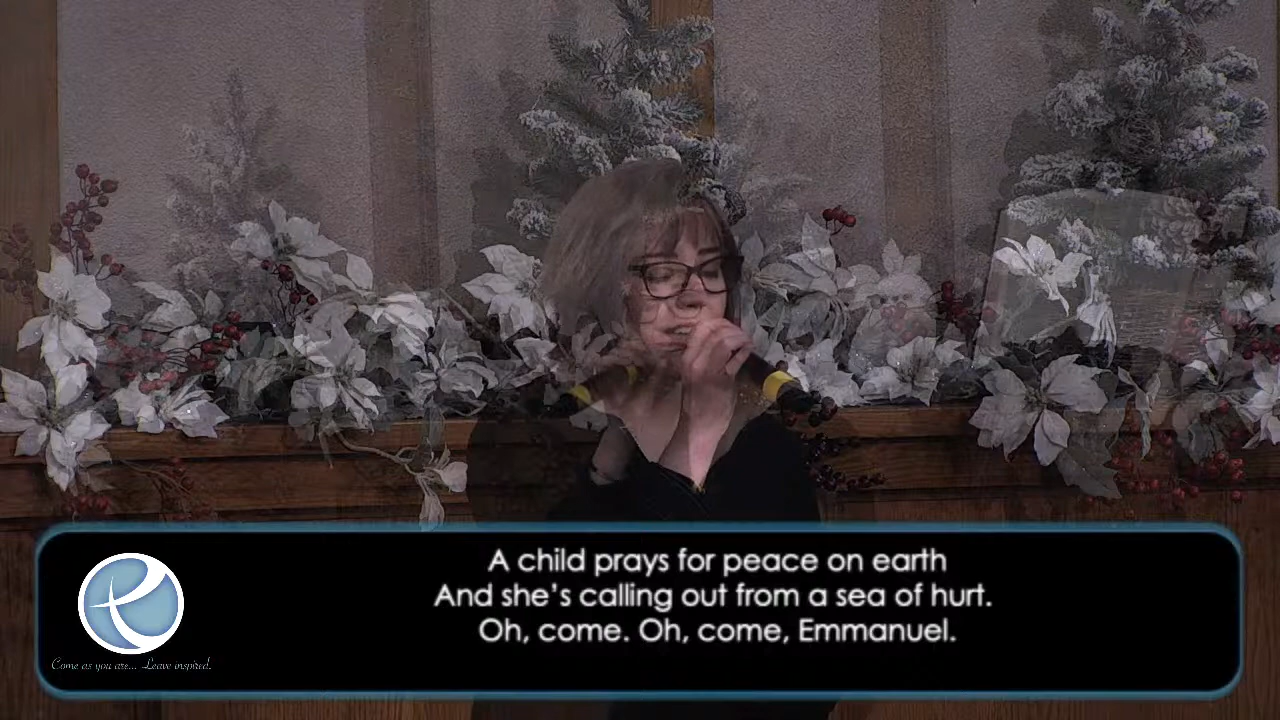 A child prays for peace on earth
And she's calling out from a sea of hurt.
Oh, come. Oh, come, Emmanuel.
Come as you are... Leave inspired.